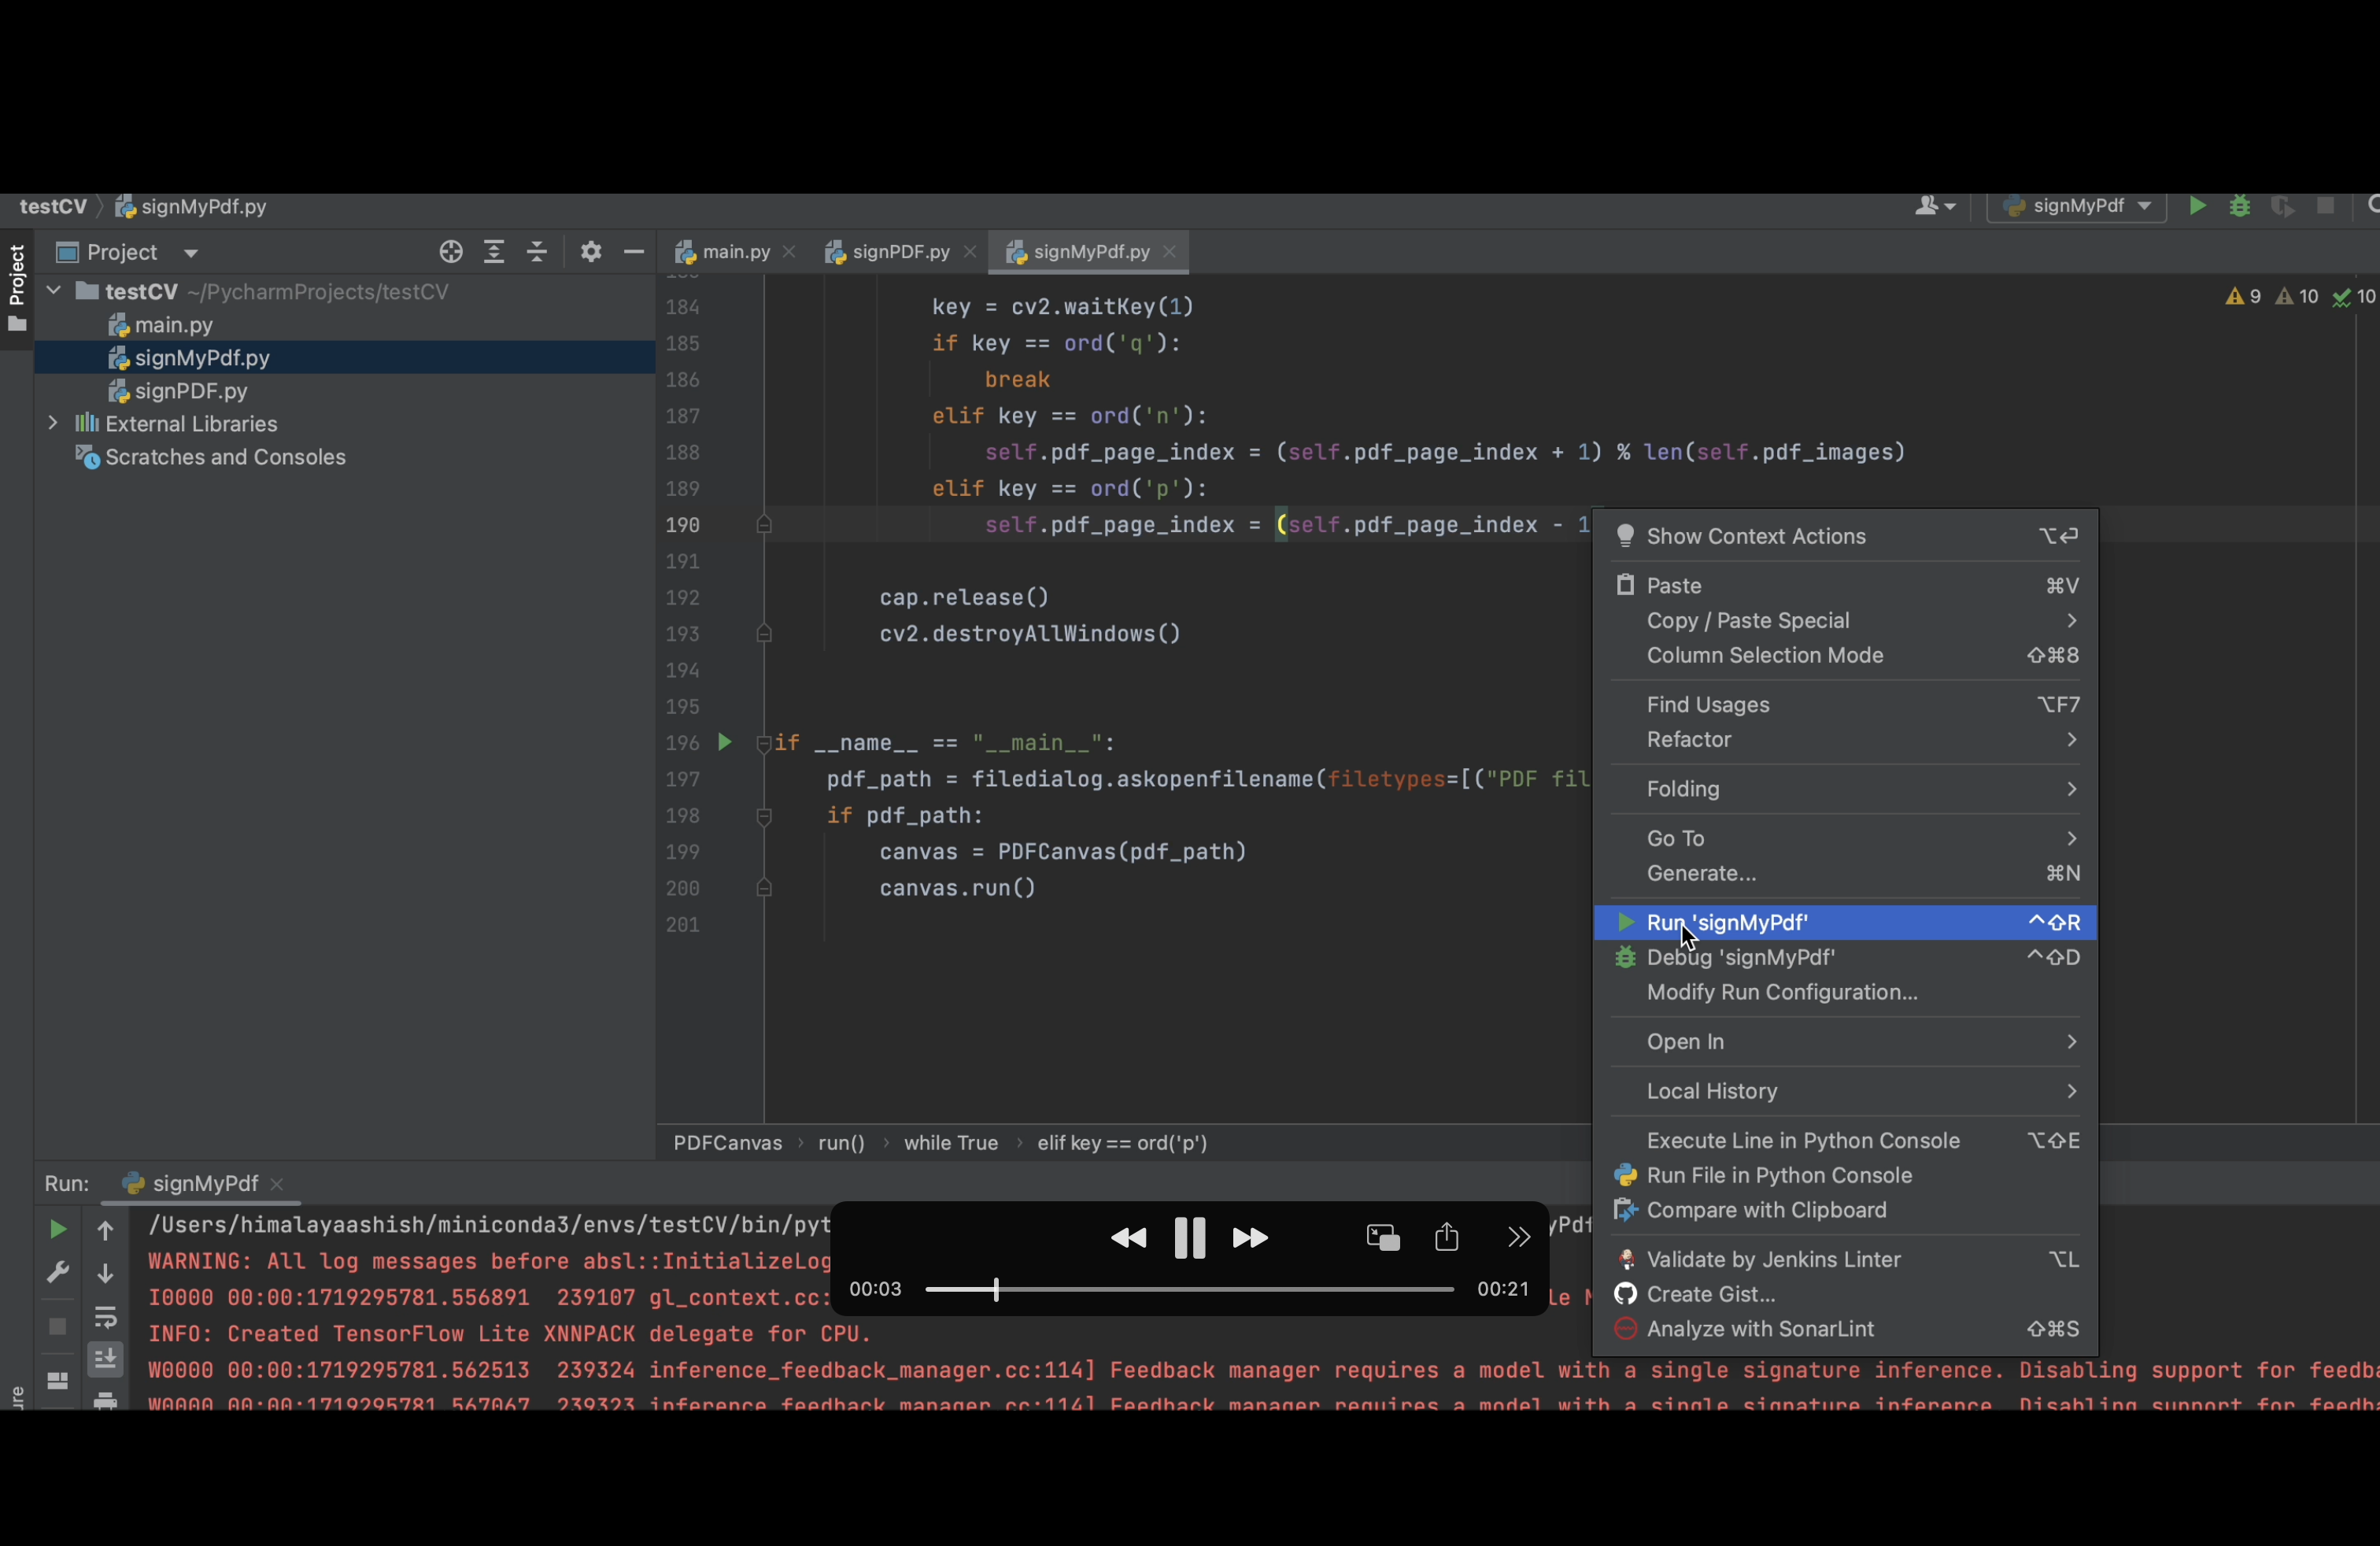 testCV signMyPdf.py
signMyPdf
Project
Project
main.py signPDF.py signMyPdf.py
testCV ~/PycharmProjects/testCV
main.py
signMyPdf.py
signPDF.py
External Libraries
Scratches and Consoles
9 10 10
184 key = cv2.waitKey(1)
185 if key == ord('q'):
186 break
187 elif key == ord('n'):
188 self.pdf_page_index = (self.pdf_page_index + 1) % len(self.pdf_images)
189 elif key == ord('p'):
190 self.pdf_page_index = (self.pdf_page_index - 1
191
192 cap.release()
193 cv2.destroyAllWindows()
194
195
196 if __name__ == "__main__":
197 pdf_path = filedialog.askopenfilename(filetypes=[("PDF fil
198 if pdf_path:
199 canvas = PDFCanvas(pdf_path)
200 canvas.run()
201
Show Context Actions ⌥⏎
Paste ⌘V
Copy / Paste Special
Column Selection Mode ⇧⌘8
Find Usages ⌥F7
Refactor
Folding
Go To
Generate... ⌘N
Run 'signMyPdf' ^⇧R
Debug 'signMyPdf' ^⇧D
Modify Run Configuration...
Open In
Local History
Execute Line in Python Console ⌥⇧E
Run File in Python Console
Compare with Clipboard
Validate by Jenkins Linter ⌥L
Create Gist...
Analyze with SonarLint ⇧⌘S
PDFCanvas › run() › while True › elif key == ord('p')
Run: signMyPdf
/Users/himalayaashish/miniconda3/envs/testCV/bin/pyt yPdf
WARNING: All log messages before absl::InitializeLog
I0000 00:00:1719295781.556891 239107 gl_context.cc: le M
INFO: Created TensorFlow Lite XNNPACK delegate for CPU.
W0000 00:00:1719295781.562513 239324 inference_feedback_manager.cc:114] Feedback manager requires a model with a single signature inference. Disabling support for feedba
W0000 00:00:1719295781.567067 239323 inference_feedback_manager.cc:114] Feedback manager requires a model with a single signature inference. Disabling support for feedba
00:03 00:21